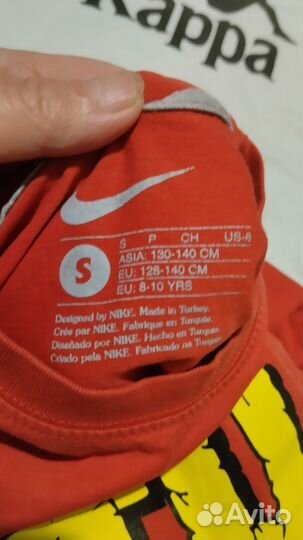 Kappa
S P CH US-8
S
ASIA: 130-140 CM
EU: 128-140 CM
EU: 8-10 YRS
Designed by NIKE. Made in Turkey.
Crée par NIKE. Fabrique en Turquie.
Diseñado por NIKE. Hecho en Turquía.
Criado pela NIKE. Fabricado na Turquia.
Avito